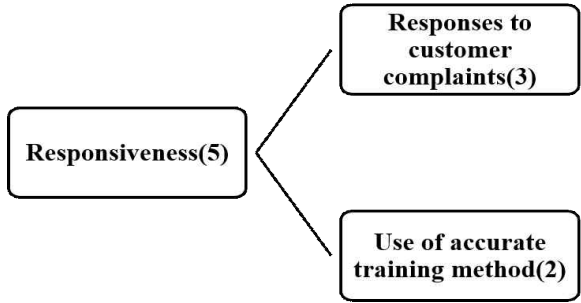 Responsiveness(5)
Responses to
customer
complaints(3)
Use of accurate
training method(2)